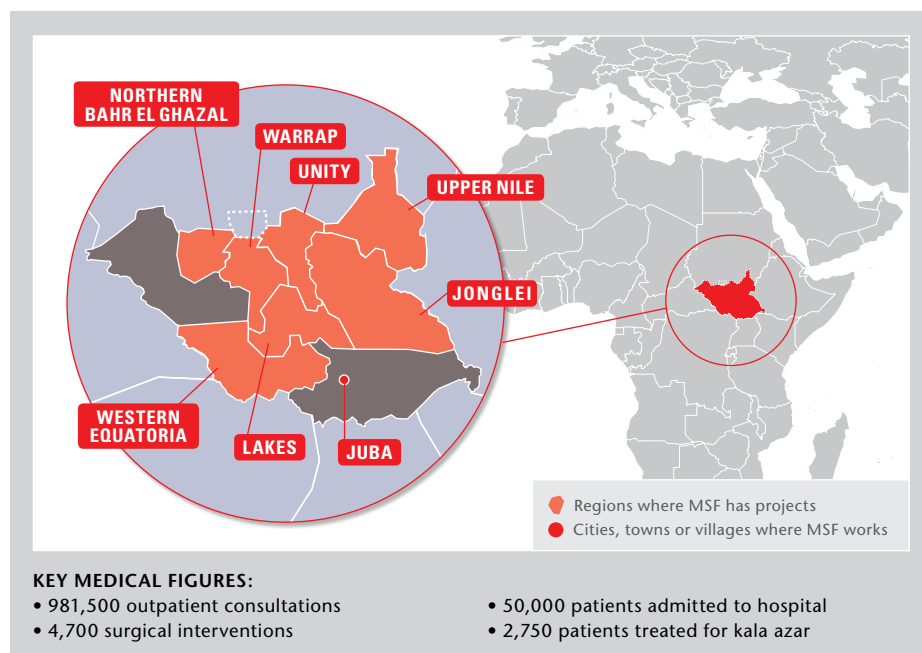 NORTHERN
BAHR EL GHAZAL
WARRAP
UNITY
UPPER NILE
JONGLEI
WESTERN
EQUATORIA
LAKES
JUBA
Regions where MSF has projects
Cities, towns or villages where MSF works
KEY MEDICAL FIGURES:
• 981,500 outpatient consultations
• 4,700 surgical interventions
• 50,000 patients admitted to hospital
• 2,750 patients treated for kala azar